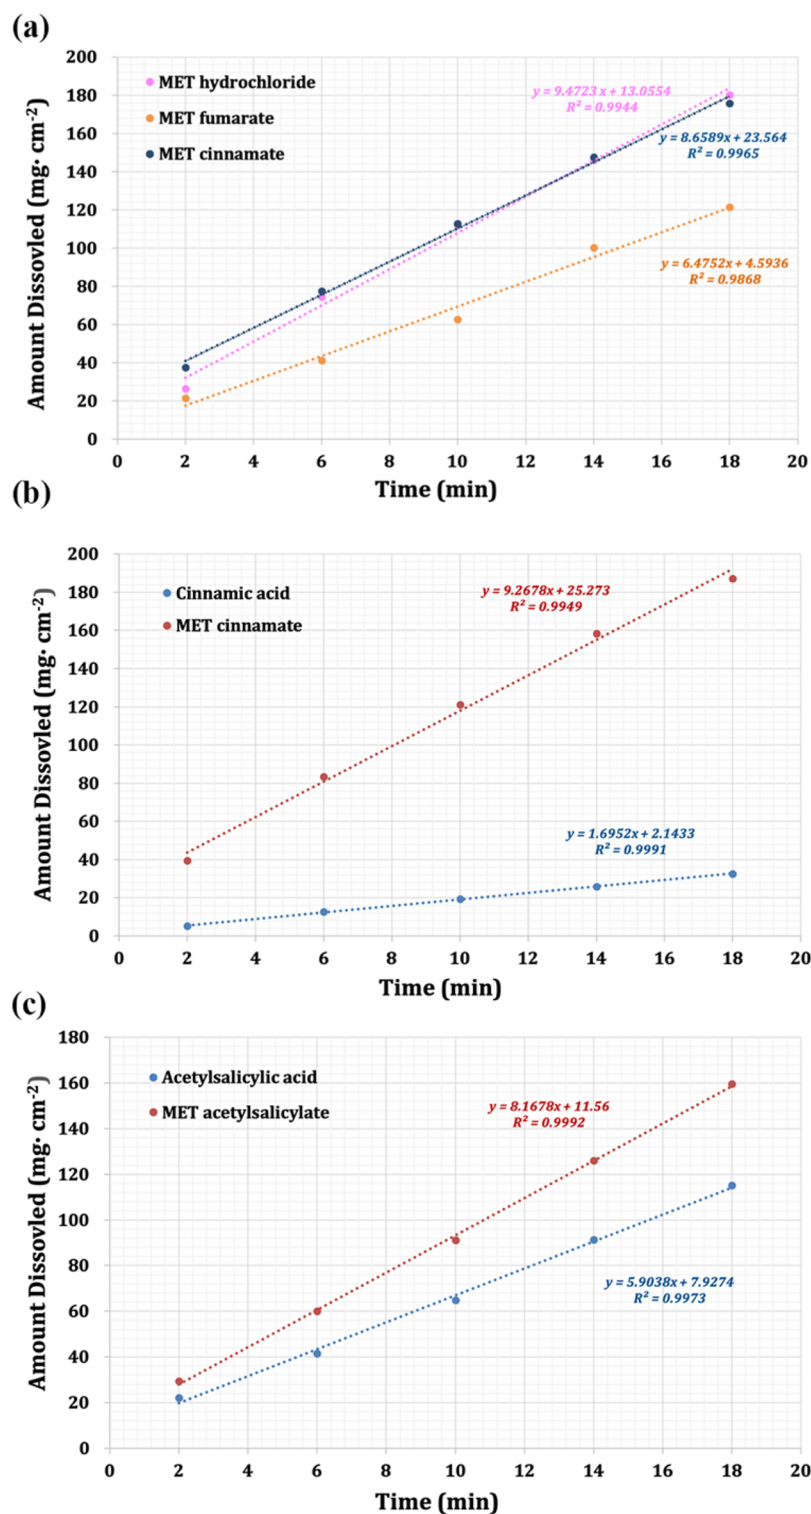 (a)
200
180
160
140
120
100
80
60
40
20
0
Amount Dissovled (mg· cm⁻²)
MET hydrochloride
MET fumarate
MET cinnamate
y = 9.4723x + 13.0554
R² = 0.9944
y = 8.6589x + 23.564
R² = 0.9965
y = 6.4752x + 4.5936
R² = 0.9868
0 2 4 6 8 10 12 14 16 18 20
Time (min)
(b)
200
180
160
140
120
100
80
60
40
20
0
Amount Dissovled (mg· cm⁻²)
Cinnamic acid
MET cinnamate
y = 9.2678x + 25.273
R² = 0.9949
y = 1.6952x + 2.1433
R² = 0.9991
0 2 4 6 8 10 12 14 16 18 20
Time (min)
(c)
180
160
140
120
100
80
60
40
20
0
Amount Dissovled (mg· cm⁻²)
Acetylsalicylic acid
MET acetylsalicylate
y = 8.1678x + 11.56
R² = 0.9992
y = 5.9038x + 7.9274
R² = 0.9973
0 2 4 6 8 10 12 14 16 18 20
Time (min)